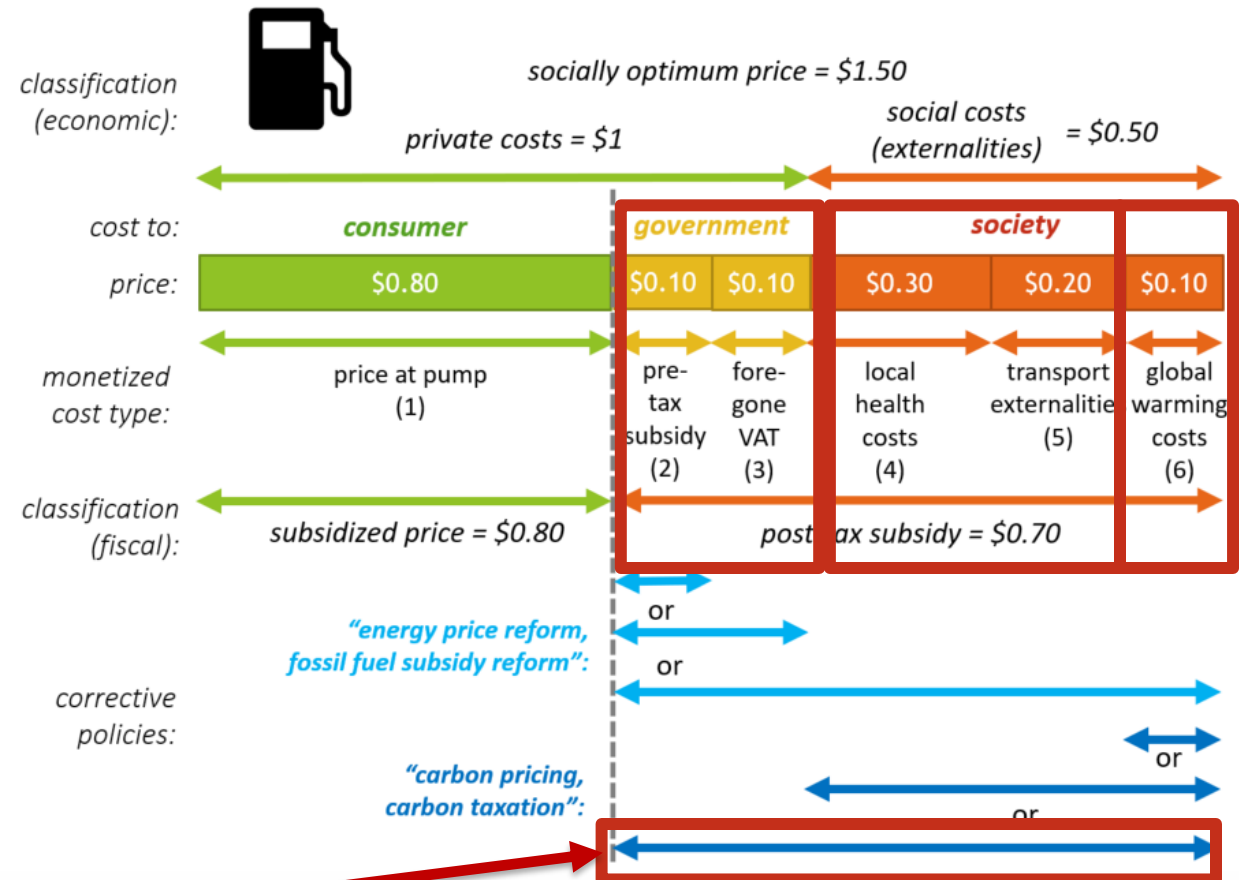 classification
(economic):
socially optimum price = $1.50
private costs = $1
social costs
(externalities)
= $0.50
cost to:
consumer
government
society
price:
$0.80
$0.10
$0.10
$0.30
$0.20
$0.10
monetized
cost type:
price at pump
(1)
pre-
tax
subsidy
(2)
fore-
gone
VAT
(3)
local
health
costs
(4)
transport
externalitie
(5)
global
warming
costs
(6)
classification
(fiscal):
subsidized price = $0.80
post ax subsidy = $0.70
or
"energy price reform,
fossil fuel subsidy reform":
or
corrective
policies:
or
"carbon pricing,
carbon taxation":
or